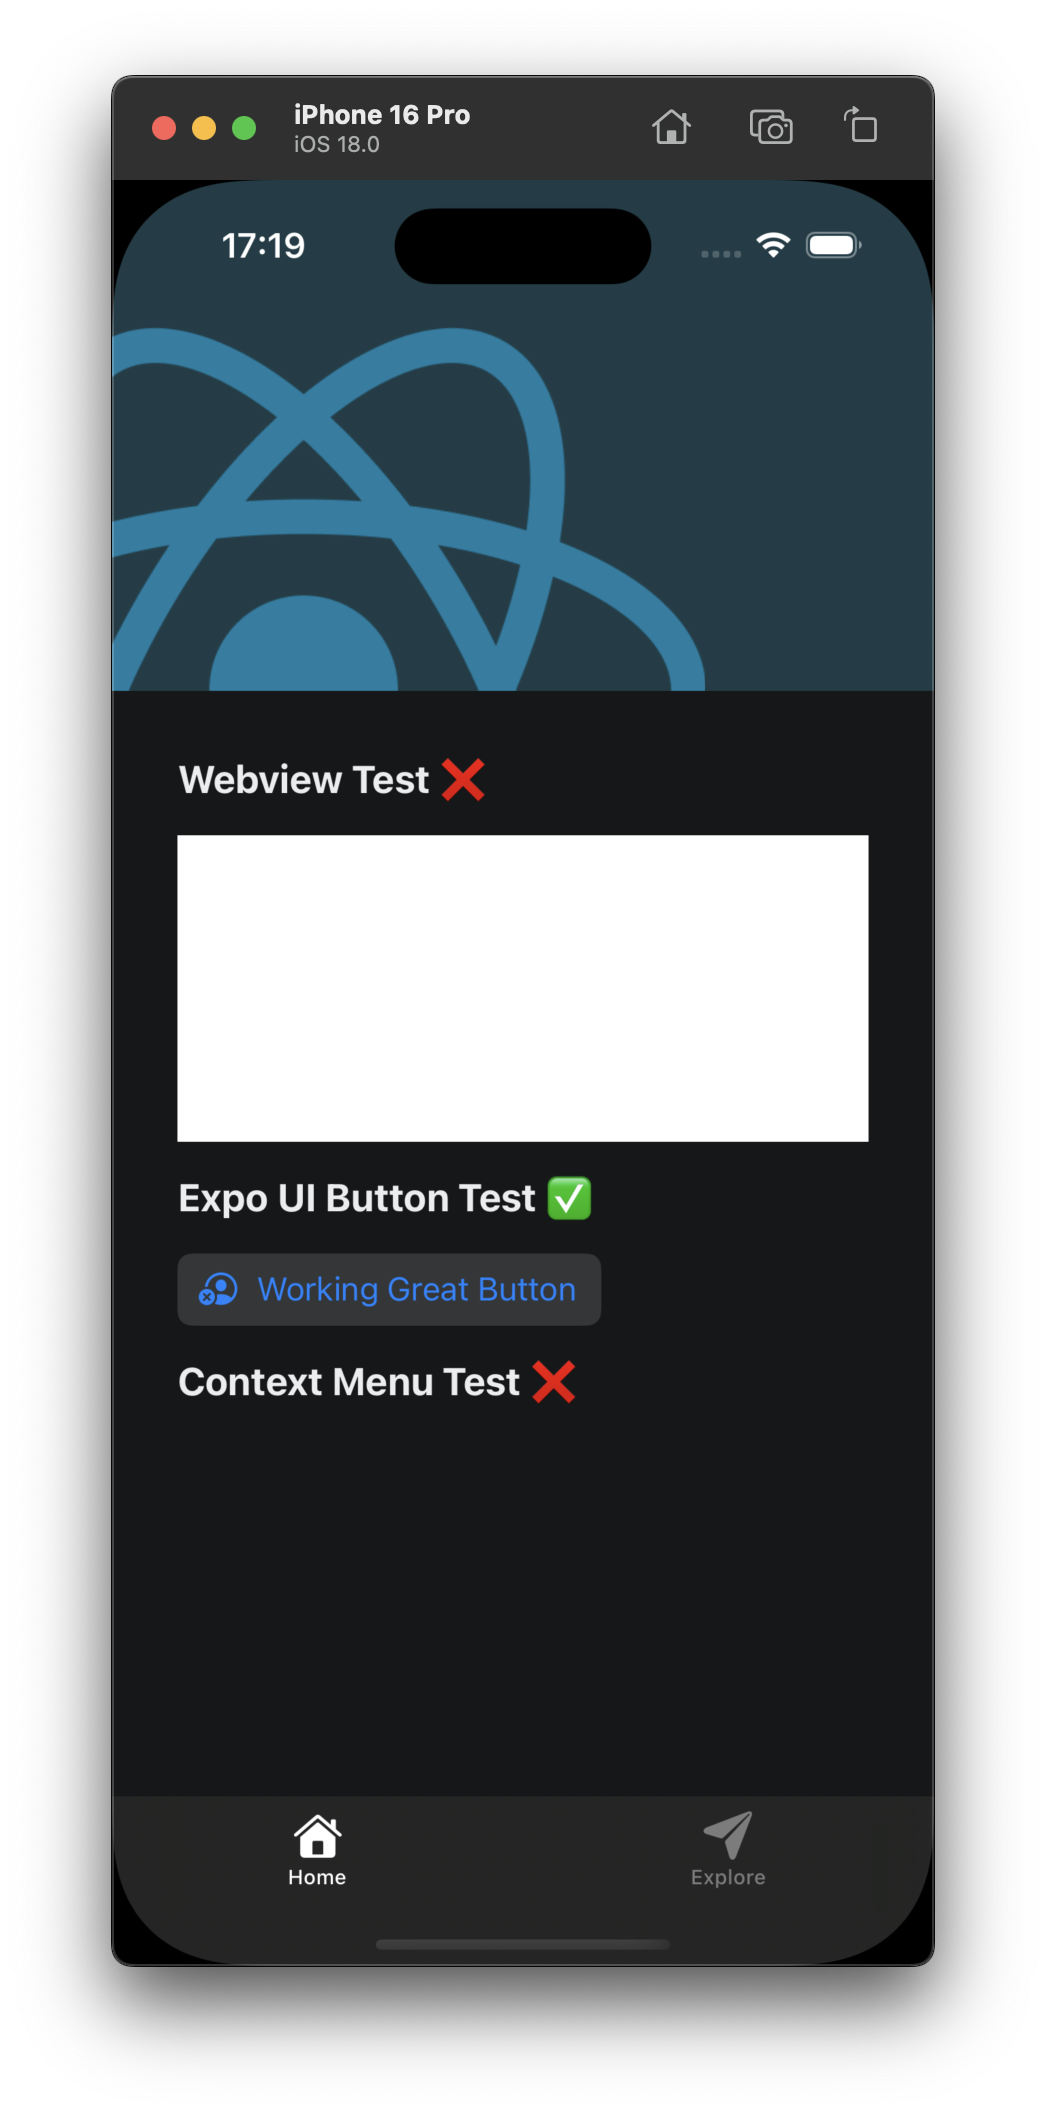 iPhone 16 Pro
iOS 18.0
17:19
Webview Test ❌
Expo UI Button Test ✅
Working Great Button
Context Menu Test ❌
Home
Explore